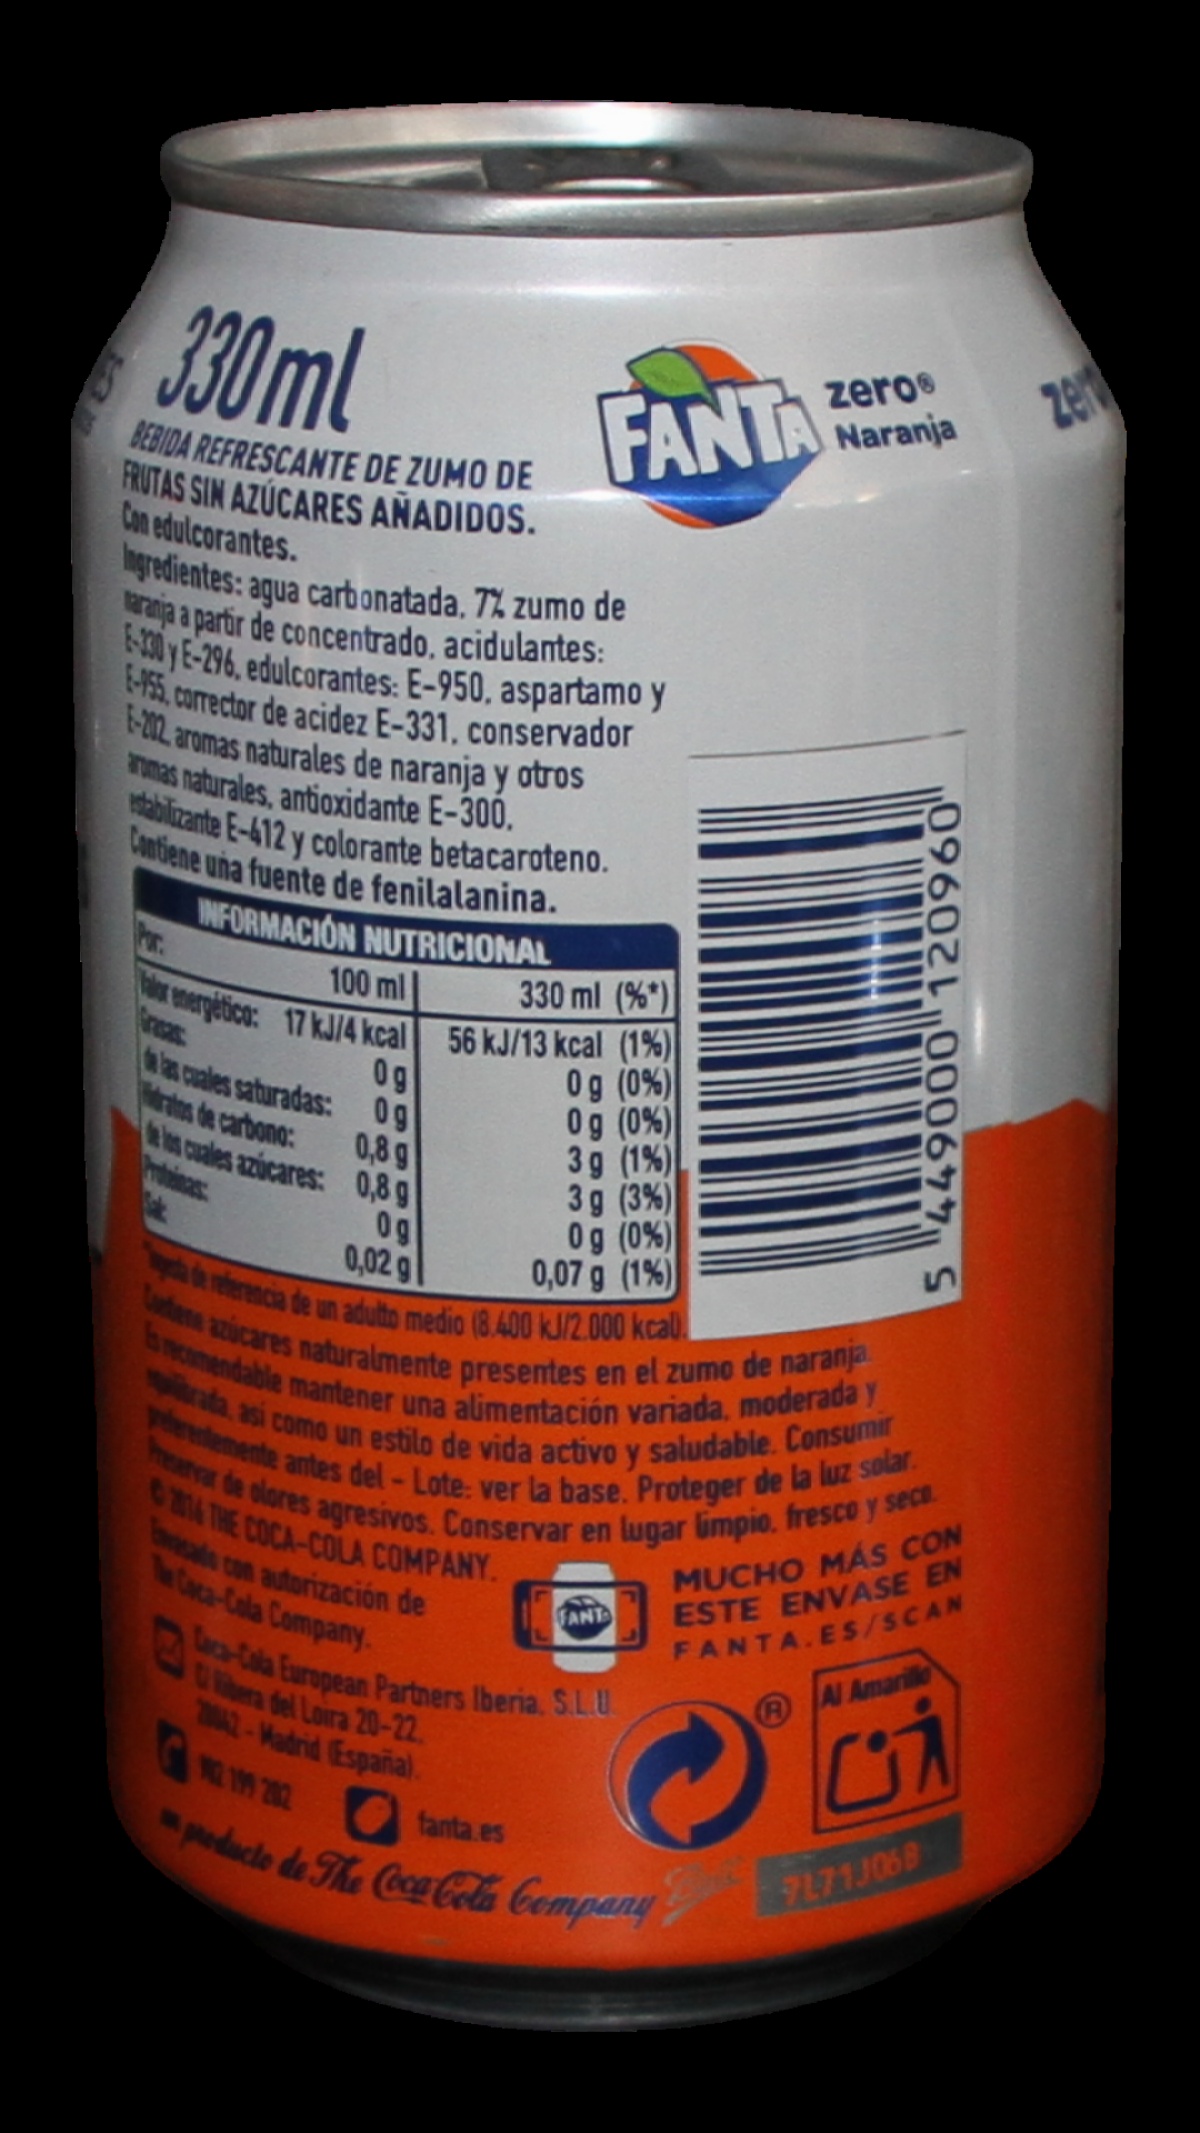 330ml
BEBIDA REFRESCANTE DE ZUMO DE
FRUTAS SIN AZÚCARES AÑADIDOS.
Con edulcorantes.
Ingredientes: agua carbonatada, 7% zumo de
naranja a partir de concentrado, acidulantes:
E-330 y E-296, edulcorantes: E-950, aspartamo y
E-955, corrector de acidez E-331, conservador
E-202, aromas naturales de naranja y otros
aromas naturales, antioxidante E-300,
estabilizante E-412 y colorante betacaroteno.
Contiene una fuente de fenilalanina.
FANTA zero®
Naranja
zero
INFORMACIÓN NUTRICIONAL
Por: 100 ml 330 ml (%*)
Valor energético: 17 kJ/4 kcal 56 kJ/13 kcal (1%)
Grasas: 0 g 0 g (0%)
de las cuales saturadas: 0 g 0 g (0%)
Hidratos de carbono: 0,8 g 3 g (1%)
de los cuales azúcares: 0,8 g 3 g (3%)
Proteínas: 0 g 0 g (0%)
Sal: 0,02 g 0,07 g (1%)
5 449000 120960
*Ingesta de referencia de un adulto medio (8.400 kJ/2.000 kcal).
Contiene azúcares naturalmente presentes en el zumo de naranja.
Es recomendable mantener una alimentación variada, moderada y
equilibrada, así como un estilo de vida activo y saludable. Consumir
preferentemente antes del - Lote: ver la base. Proteger de la luz solar.
Preservar de olores agresivos. Conservar en lugar limpio, fresco y seco.
© 2016 THE COCA-COLA COMPANY.
Envasado con autorización de
The Coca-Cola Company.
FANTA
MUCHO MÁS CON
ESTE ENVASE EN
FANTA.ES/SCAN
Coca-Cola European Partners Iberia, S.L.U.
C/ Ribera del Loira 20-22.
28042 - Madrid (España).
902 199 202
fanta.es
®
Al Amarillo
un producto de The Coca-Cola Company
Ball
7L71J06B